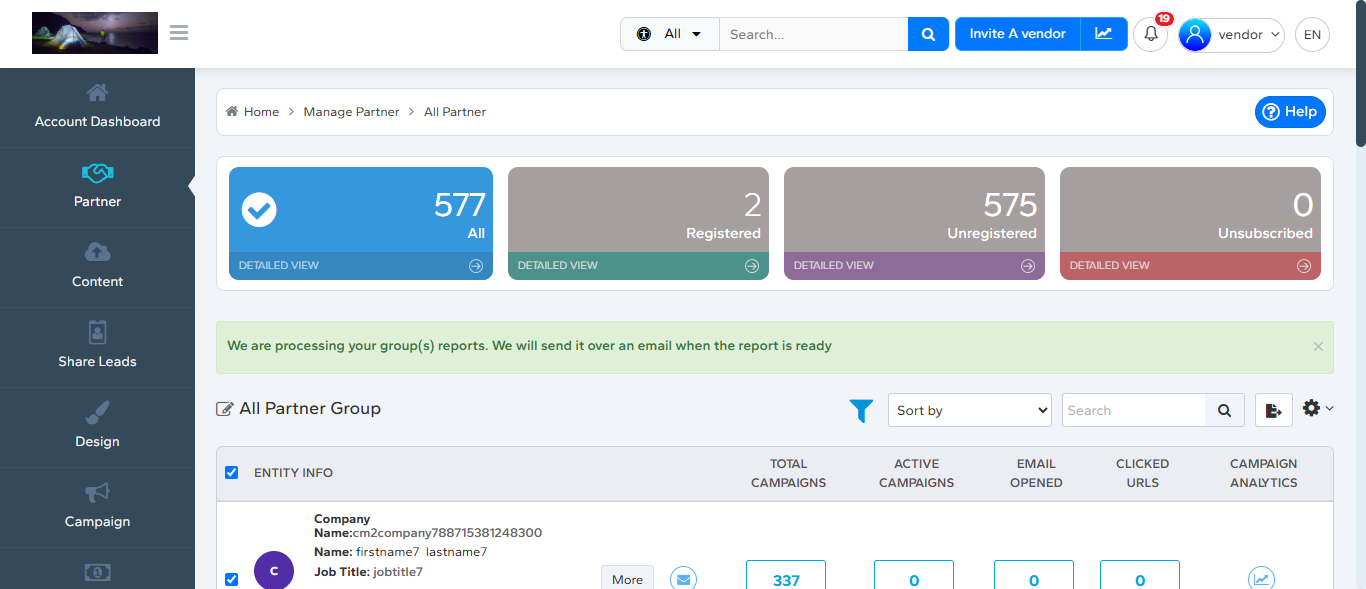 All
Search...
Invite A vendor
19
vendor
EN
Account Dashboard
Partner
Content
Share Leads
Design
Campaign
Home > Manage Partner > All Partner
Help
577
All
DETAILED VIEW
2
Registered
DETAILED VIEW
575
Unregistered
DETAILED VIEW
0
Unsubscribed
DETAILED VIEW
We are processing your group(s) reports. We will send it over an email when the report is ready
×
All Partner Group
Sort by
Search
ENTITY INFO
TOTAL
CAMPAIGNS
ACTIVE
CAMPAIGNS
EMAIL
OPENED
CLICKED
URLS
CAMPAIGN
ANALYTICS
C
Company
Name:cm2company788715381248300
Name: firstname7 lastname7
Job Title: jobtitle7
More
337
0
0
0